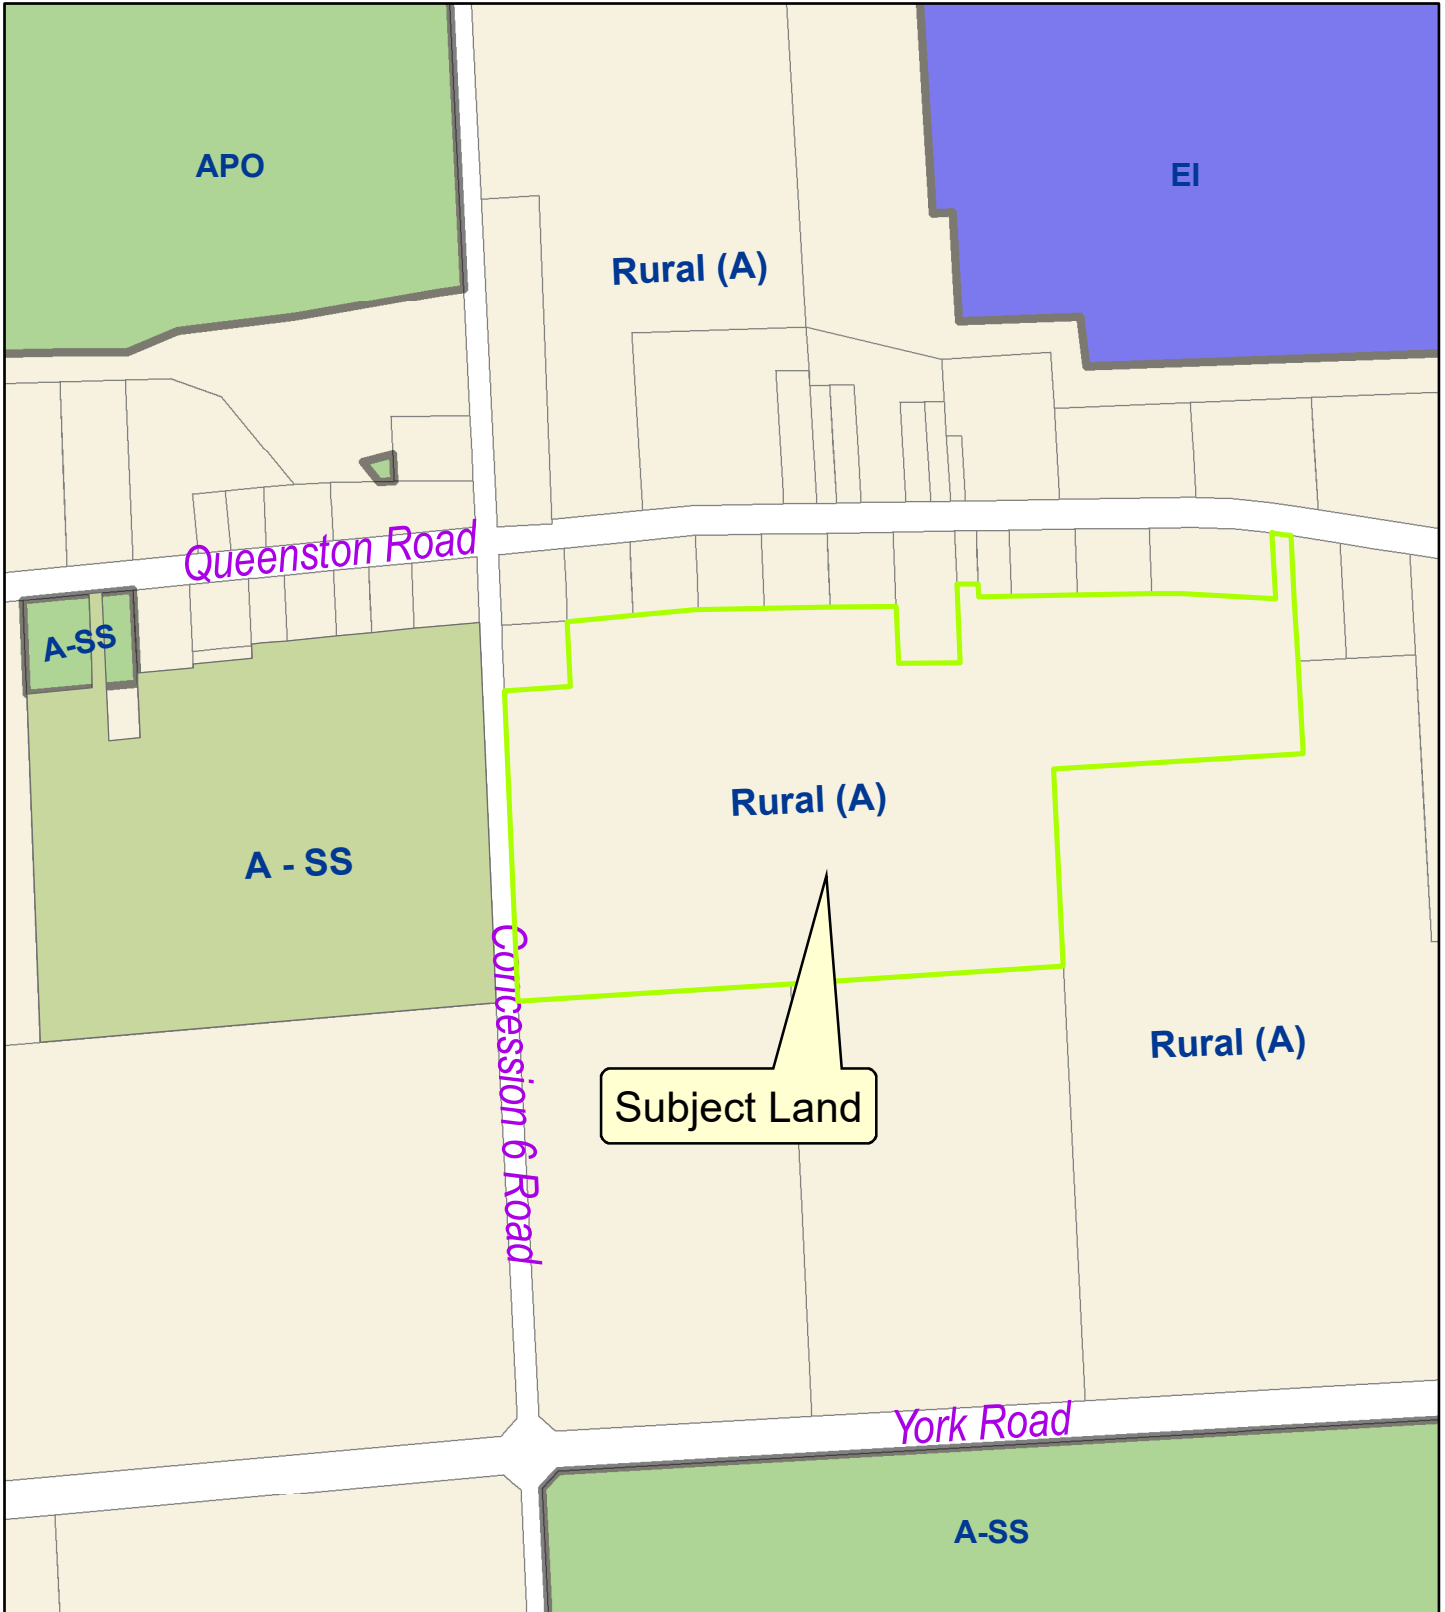 APO
EI
Rural (A)
Queenston Road
A-SS
Rural (A)
A - SS
Concession 6 Road
Rural (A)
Subject Land
York Road
A-SS